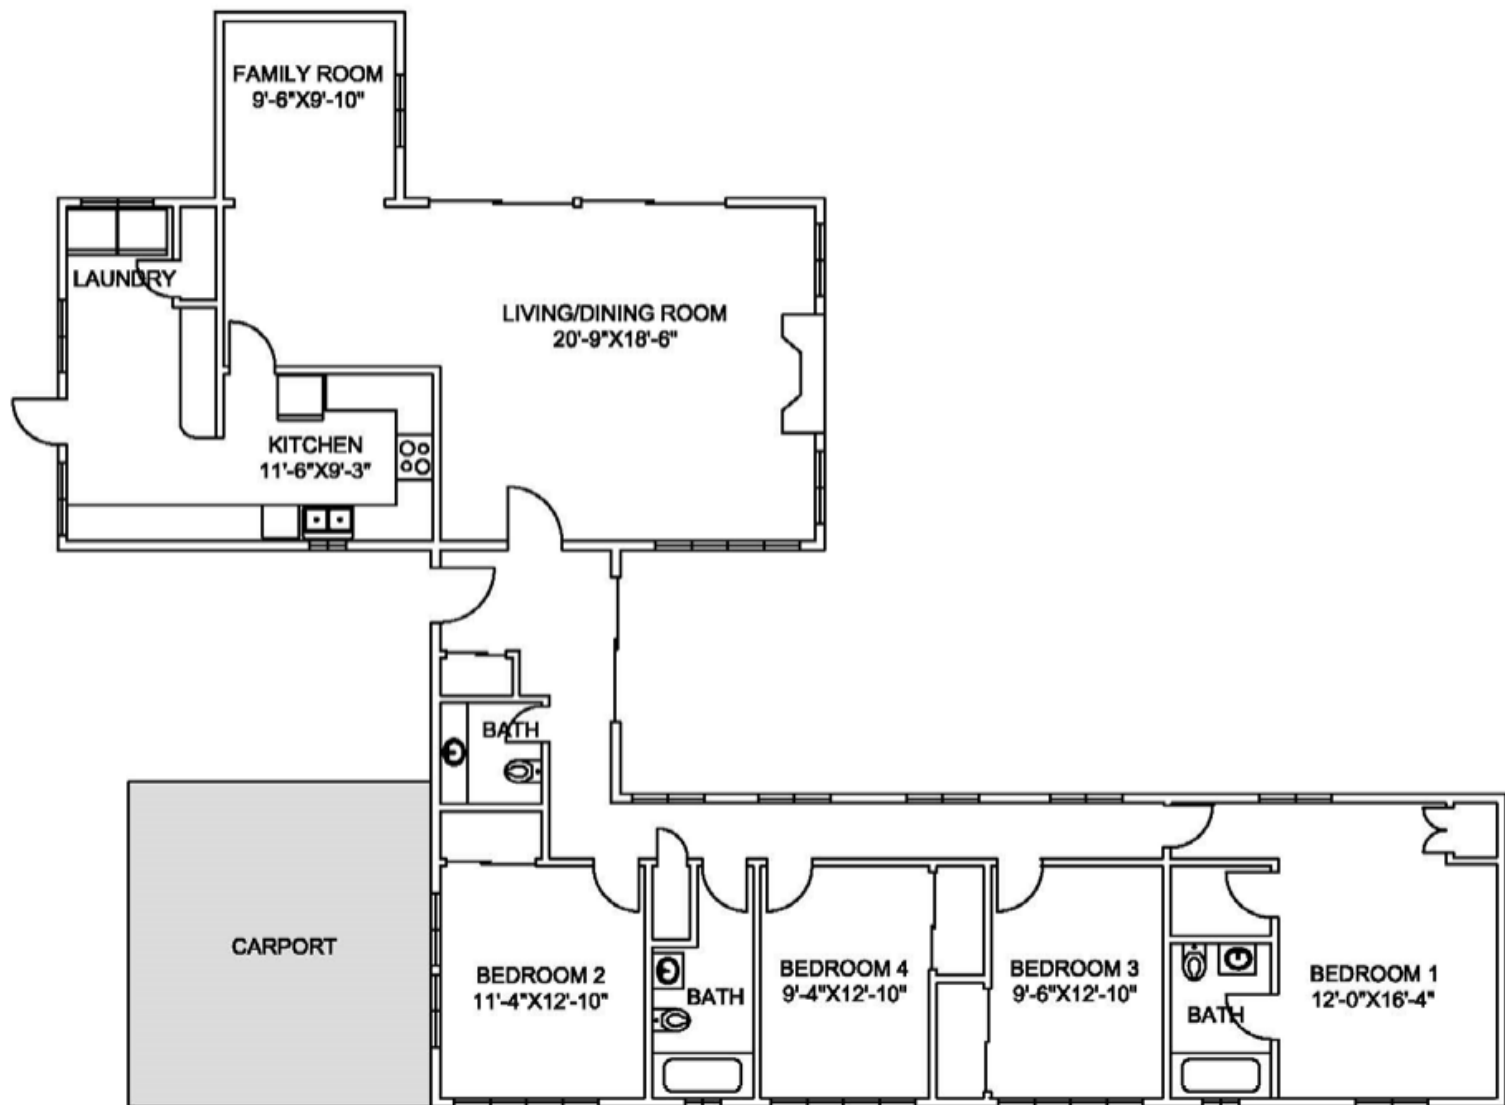 FAMILY ROOM
9'-6"X9'-10"
LAUNDRY
LIVING/DINING ROOM
20'-9"X18'-6"
KITCHEN
11'-6"X9'-3"
BATH
CARPORT
BEDROOM 2
11'-4"X12'-10"
BATH
BEDROOM 4
9'-4"X12'-10"
BEDROOM 3
9'-6"X12'-10"
BATH
BEDROOM 1
12'-0"X16'-4"